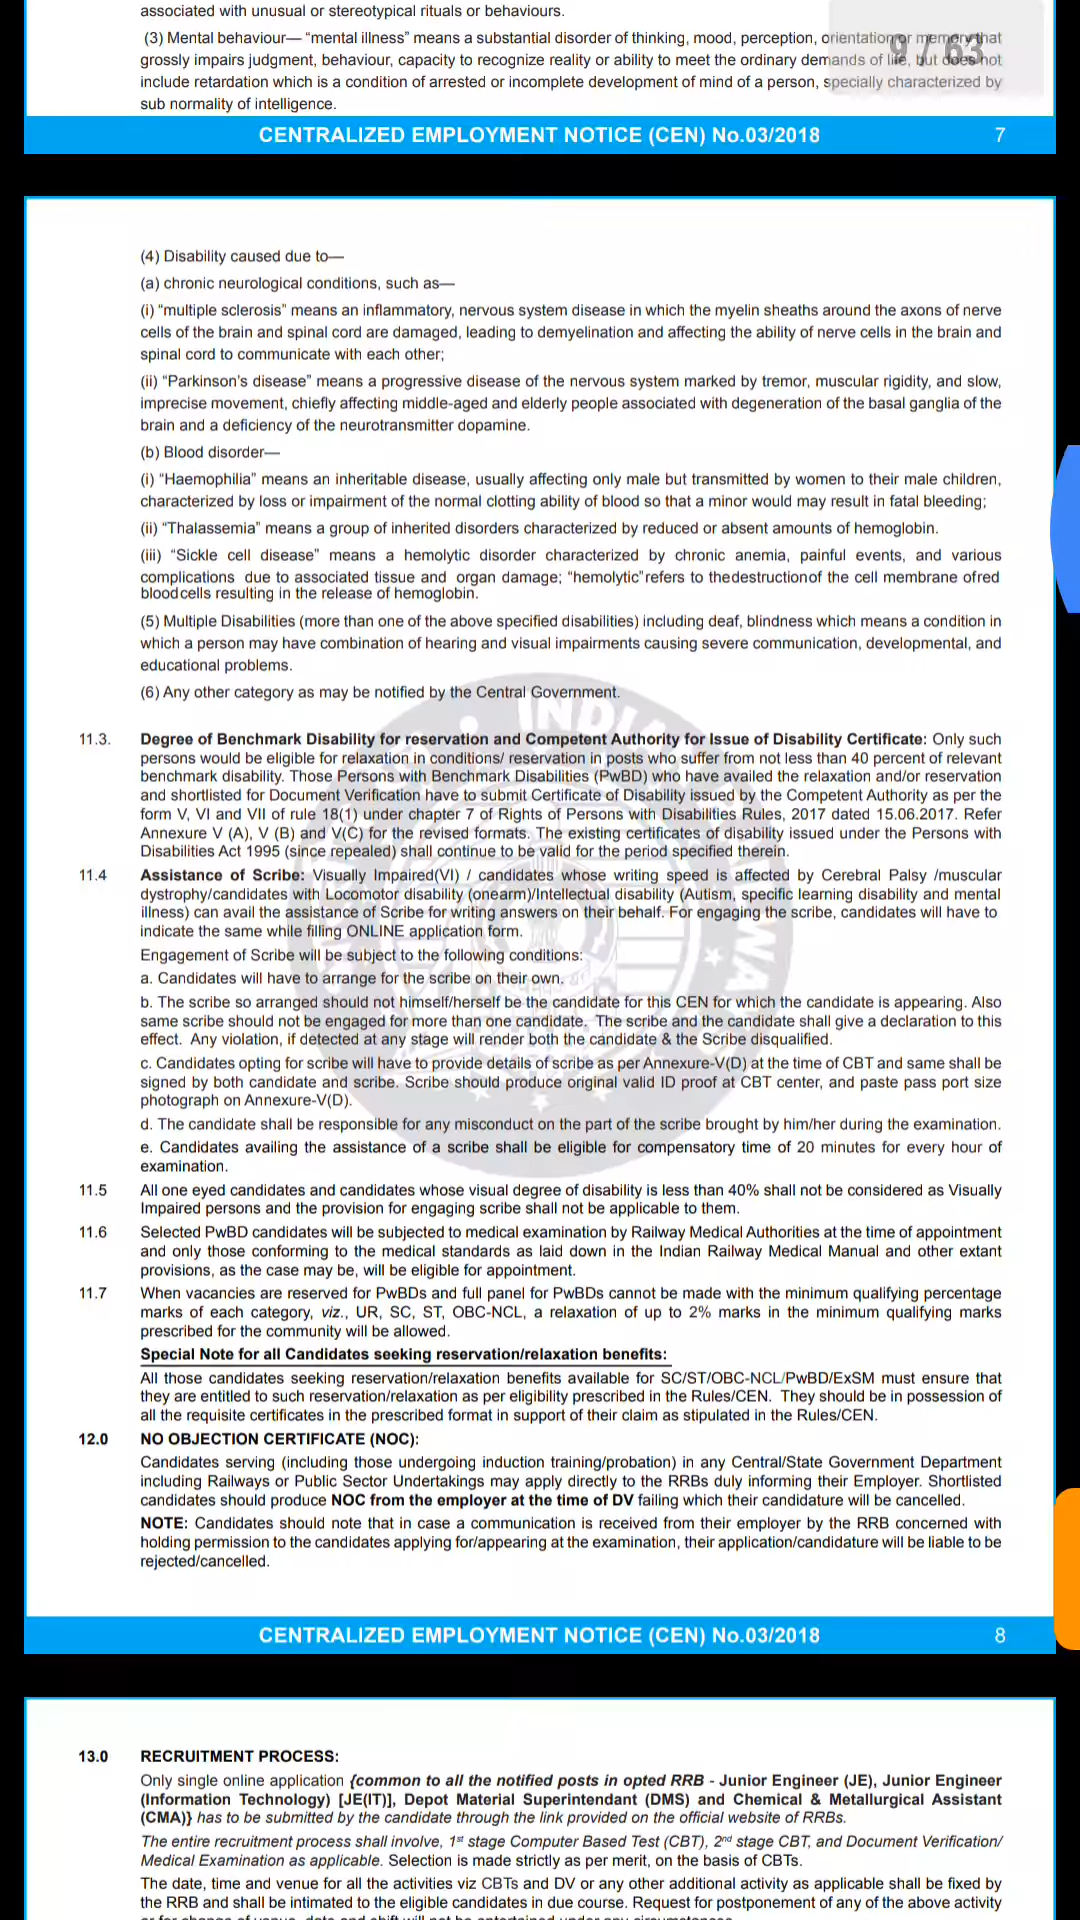 associated with unusual or stereotypical rituals or behaviours.
(3) Mental behaviour— “mental illness” means a substantial disorder of thinking, mood, perception, orientation or memory that
grossly impairs judgment, behaviour, capacity to recognize reality or ability to meet the ordinary demands of life, but does not
include retardation which is a condition of arrested or incomplete development of mind of a person, specially characterized by
sub normality of intelligence.
9 / 63
CENTRALIZED EMPLOYMENT NOTICE (CEN) No.03/2018 7
(4) Disability caused due to—
(a) chronic neurological conditions, such as—
(i) “multiple sclerosis” means an inflammatory, nervous system disease in which the myelin sheaths around the axons of nerve
cells of the brain and spinal cord are damaged, leading to demyelination and affecting the ability of nerve cells in the brain and
spinal cord to communicate with each other;
(ii) “Parkinson’s disease” means a progressive disease of the nervous system marked by tremor, muscular rigidity, and slow,
imprecise movement, chiefly affecting middle-aged and elderly people associated with degeneration of the basal ganglia of the
brain and a deficiency of the neurotransmitter dopamine.
(b) Blood disorder—
(i) “Haemophilia” means an inheritable disease, usually affecting only male but transmitted by women to their male children,
characterized by loss or impairment of the normal clotting ability of blood so that a minor would may result in fatal bleeding;
(ii) “Thalassemia” means a group of inherited disorders characterized by reduced or absent amounts of hemoglobin.
(iii) “Sickle cell disease” means a hemolytic disorder characterized by chronic anemia, painful events, and various
complications due to associated tissue and organ damage; “hemolytic”refers to thedestructionof the cell membrane ofred
bloodcells resulting in the release of hemoglobin.
(5) Multiple Disabilities (more than one of the above specified disabilities) including deaf, blindness which means a condition in
which a person may have combination of hearing and visual impairments causing severe communication, developmental, and
educational problems.
(6) Any other category as may be notified by the Central Government.
11.3. Degree of Benchmark Disability for reservation and Competent Authority for Issue of Disability Certificate: Only such
persons would be eligible for relaxation in conditions/ reservation in posts who suffer from not less than 40 percent of relevant
benchmark disability. Those Persons with Benchmark Disabilities (PwBD) who have availed the relaxation and/or reservation
and shortlisted for Document Verification have to submit Certificate of Disability issued by the Competent Authority as per the
form V, VI and VII of rule 18(1) under chapter 7 of Rights of Persons with Disabilities Rules, 2017 dated 15.06.2017. Refer
Annexure V (A), V (B) and V(C) for the revised formats. The existing certificates of disability issued under the Persons with
Disabilities Act 1995 (since repealed) shall continue to be valid for the period specified therein.
11.4 Assistance of Scribe: Visually Impaired(VI) / candidates whose writing speed is affected by Cerebral Palsy /muscular
dystrophy/candidates with Locomotor disability (onearm)/Intellectual disability (Autism, specific learning disability and mental
illness) can avail the assistance of Scribe for writing answers on their behalf. For engaging the scribe, candidates will have to
indicate the same while filling ONLINE application form.
Engagement of Scribe will be subject to the following conditions:
a. Candidates will have to arrange for the scribe on their own.
b. The scribe so arranged should not himself/herself be the candidate for this CEN for which the candidate is appearing. Also
same scribe should not be engaged for more than one candidate. The scribe and the candidate shall give a declaration to this
effect. Any violation, if detected at any stage will render both the candidate & the Scribe disqualified.
c. Candidates opting for scribe will have to provide details of scribe as per Annexure-V(D) at the time of CBT and same shall be
signed by both candidate and scribe. Scribe should produce original valid ID proof at CBT center, and paste pass port size
photograph on Annexure-V(D).
d. The candidate shall be responsible for any misconduct on the part of the scribe brought by him/her during the examination.
e. Candidates availing the assistance of a scribe shall be eligible for compensatory time of 20 minutes for every hour of
examination.
11.5 All one eyed candidates and candidates whose visual degree of disability is less than 40% shall not be considered as Visually
Impaired persons and the provision for engaging scribe shall not be applicable to them.
11.6 Selected PwBD candidates will be subjected to medical examination by Railway Medical Authorities at the time of appointment
and only those conforming to the medical standards as laid down in the Indian Railway Medical Manual and other extant
provisions, as the case may be, will be eligible for appointment.
11.7 When vacancies are reserved for PwBDs and full panel for PwBDs cannot be made with the minimum qualifying percentage
marks of each category, viz., UR, SC, ST, OBC-NCL, a relaxation of up to 2% marks in the minimum qualifying marks
prescribed for the community will be allowed.
Special Note for all Candidates seeking reservation/relaxation benefits:
All those candidates seeking reservation/relaxation benefits available for SC/ST/OBC-NCL/PwBD/ExSM must ensure that
they are entitled to such reservation/relaxation as per eligibility prescribed in the Rules/CEN. They should be in possession of
all the requisite certificates in the prescribed format in support of their claim as stipulated in the Rules/CEN.
12.0 NO OBJECTION CERTIFICATE (NOC):
Candidates serving (including those undergoing induction training/probation) in any Central/State Government Department
including Railways or Public Sector Undertakings may apply directly to the RRBs duly informing their Employer. Shortlisted
candidates should produce NOC from the employer at the time of DV failing which their candidature will be cancelled.
NOTE: Candidates should note that in case a communication is received from their employer by the RRB concerned with
holding permission to the candidates applying for/appearing at the examination, their application/candidature will be liable to be
rejected/cancelled.
CENTRALIZED EMPLOYMENT NOTICE (CEN) No.03/2018 8
13.0 RECRUITMENT PROCESS:
Only single online application {common to all the notified posts in opted RRB - Junior Engineer (JE), Junior Engineer
(Information Technology) [JE(IT)], Depot Material Superintendent (DMS) and Chemical & Metallurgical Assistant
(CMA)} has to be submitted by the candidate through the link provided on the official website of RRBs.
The entire recruitment process shall involve, 1st stage Computer Based Test (CBT), 2nd stage CBT, and Document Verification/
Medical Examination as applicable. Selection is made strictly as per merit, on the basis of CBTs.
The date, time and venue for all the activities viz CBTs and DV or any other additional activity as applicable shall be fixed by
the RRB and shall be intimated to the eligible candidates in due course. Request for postponement of any of the above activity